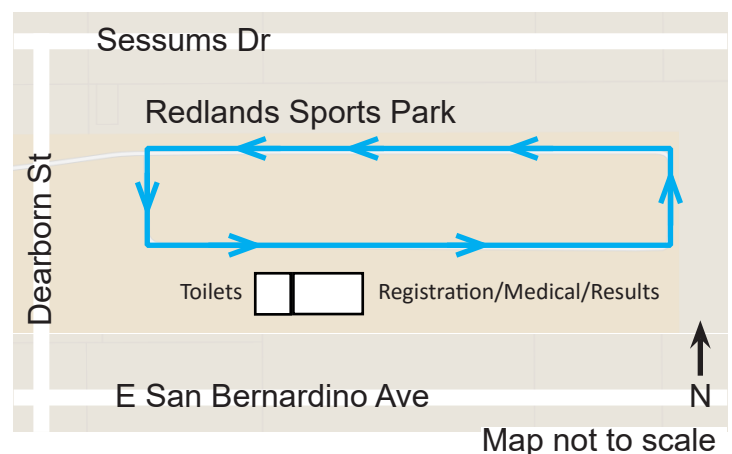 Sessums Dr
Redlands Sports Park
Dearborn St
Toilets
Registration/Medical/Results
E San Bernardino Ave
N
Map not to scale